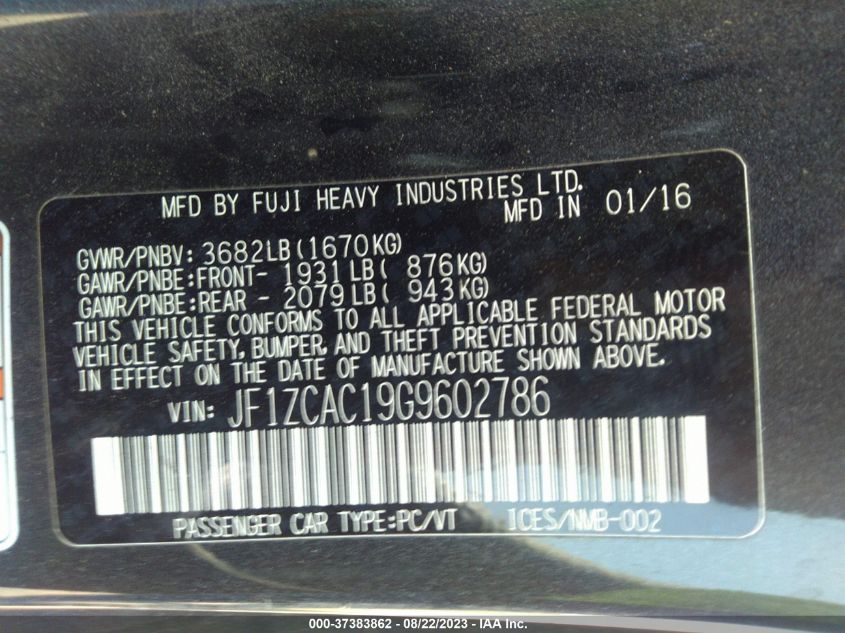 MFD BY FUJI HEAVY INDUSTRIES LTD.
MFD IN 01/16
GVWR/PNBV: 3682LB(1670KG)
GAWR/PNBE:FRONT- 1931LB( 876KG)
GAWR/PNBE:REAR - 2079LB( 943KG)
THIS VEHICLE CONFORMS TO ALL APPLICABLE FEDERAL MOTOR
VEHICLE SAFETY, BUMPER, AND THEFT PREVENTION STANDARDS
IN EFFECT ON THE DATE OF MANUFACTURE SHOWN ABOVE.
VIN: JF1ZCAC19G9602786
PASSENGER CAR TYPE:PC/VT ICES/NMB-002
000-37383862 - 08/22/2023 - IAA Inc.